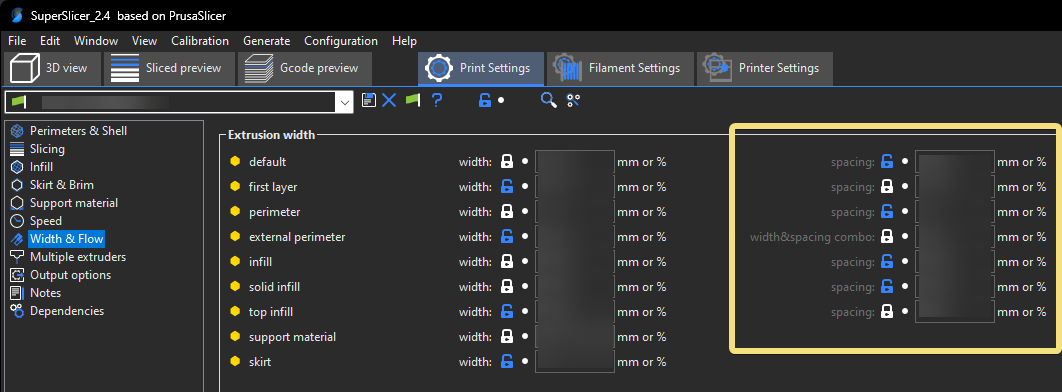 SuperSlicer_2.4 based on PrusaSlicer
File Edit Window View Calibration Generate Configuration Help
3D view Sliced preview Gcode preview Print Settings Filament Settings Printer Settings
Perimeters & Shell
Slicing
Infill
Skirt & Brim
Support material
Speed
Width & Flow
Multiple extruders
Output options
Notes
Dependencies
Extrusion width
default width: mm or % spacing: mm or %
first layer width: mm or % spacing: mm or %
perimeter width: mm or % spacing: mm or %
external perimeter width: mm or % width&spacing combo: mm or %
infill width: mm or % spacing: mm or %
solid infill width: mm or % spacing: mm or %
top infill width: mm or % spacing: mm or %
support material width: mm or %
skirt width: mm or %